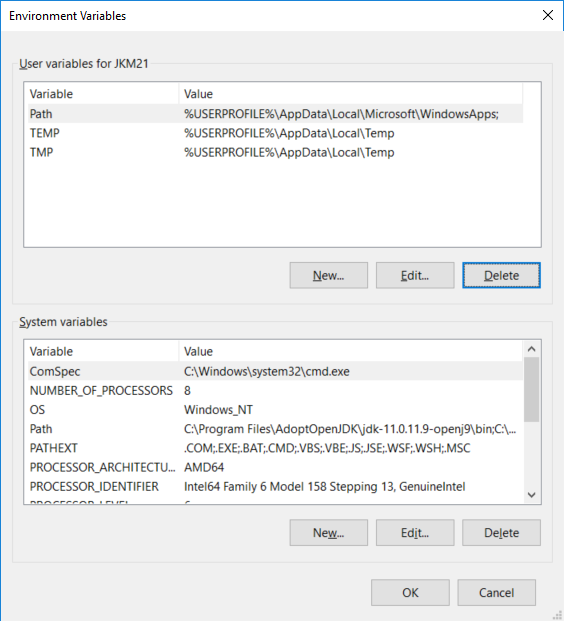 Environment Variables
User variables for JKM21
Variable Value
Path %USERPROFILE%\AppData\Local\Microsoft\WindowsApps;
TEMP %USERPROFILE%\AppData\Local\Temp
TMP %USERPROFILE%\AppData\Local\Temp
New... Edit... Delete
System variables
Variable Value
ComSpec C:\Windows\system32\cmd.exe
NUMBER_OF_PROCESSORS 8
OS Windows_NT
Path C:\Program Files\AdoptOpenJDK\jdk-11.0.11.9-openj9\bin;C:\...
PATHEXT .COM;.EXE;.BAT;.CMD;.VBS;.VBE;.JS;.JSE;.WSF;.WSH;.MSC
PROCESSOR_ARCHITECTU... AMD64
PROCESSOR_IDENTIFIER Intel64 Family 6 Model 158 Stepping 13, GenuineIntel
PROCESSOR_LEVEL 6
New... Edit... Delete
OK Cancel